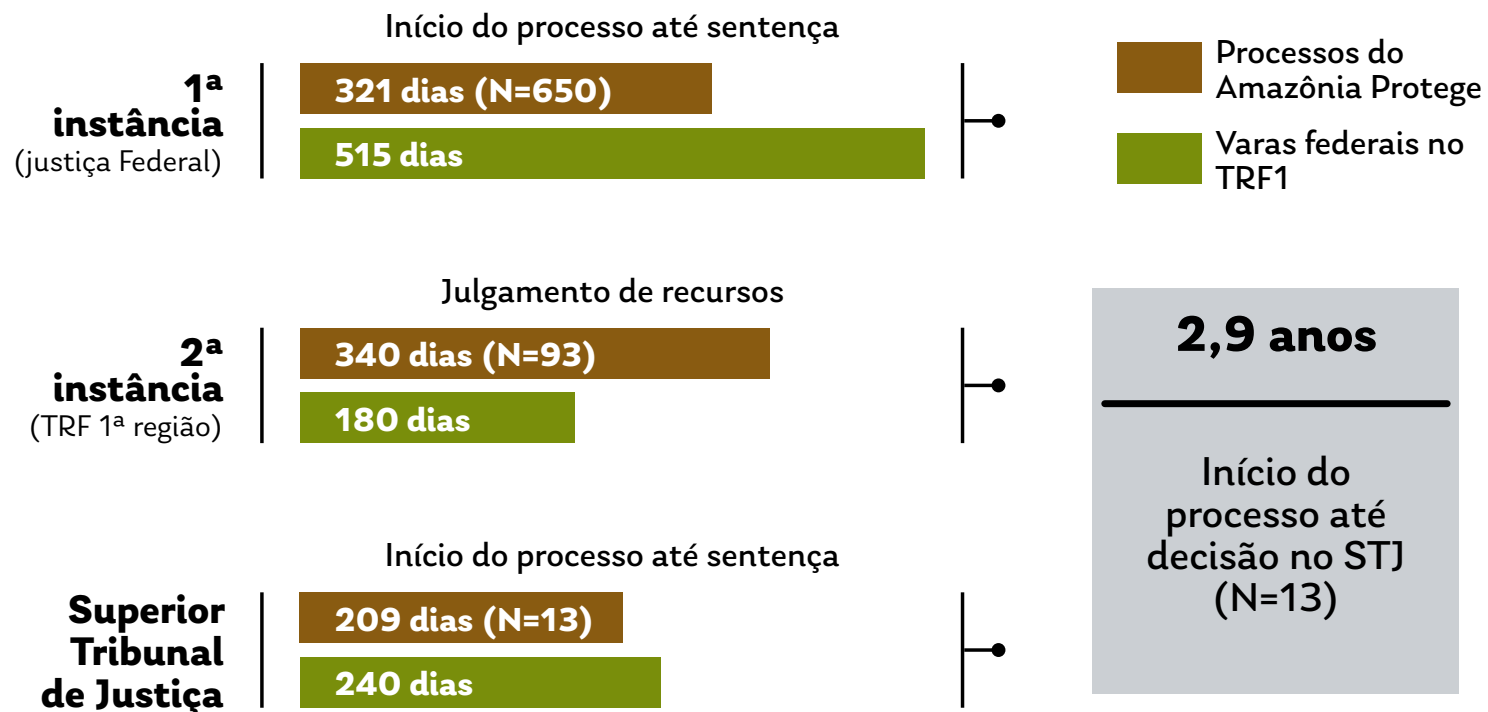 Início do processo até sentença
1ª
instância
(justiça Federal)
321 dias (N=650)
515 dias
Processos do
Amazônia Protege
Varas federais no
TRF1
Julgamento de recursos
2ª
instância
(TRF 1ª região)
340 dias (N=93)
180 dias
2,9 anos
Início do
processo até
decisão no STJ
(N=13)
Início do processo até sentença
Superior
Tribunal
de Justiça
209 dias (N=13)
240 dias